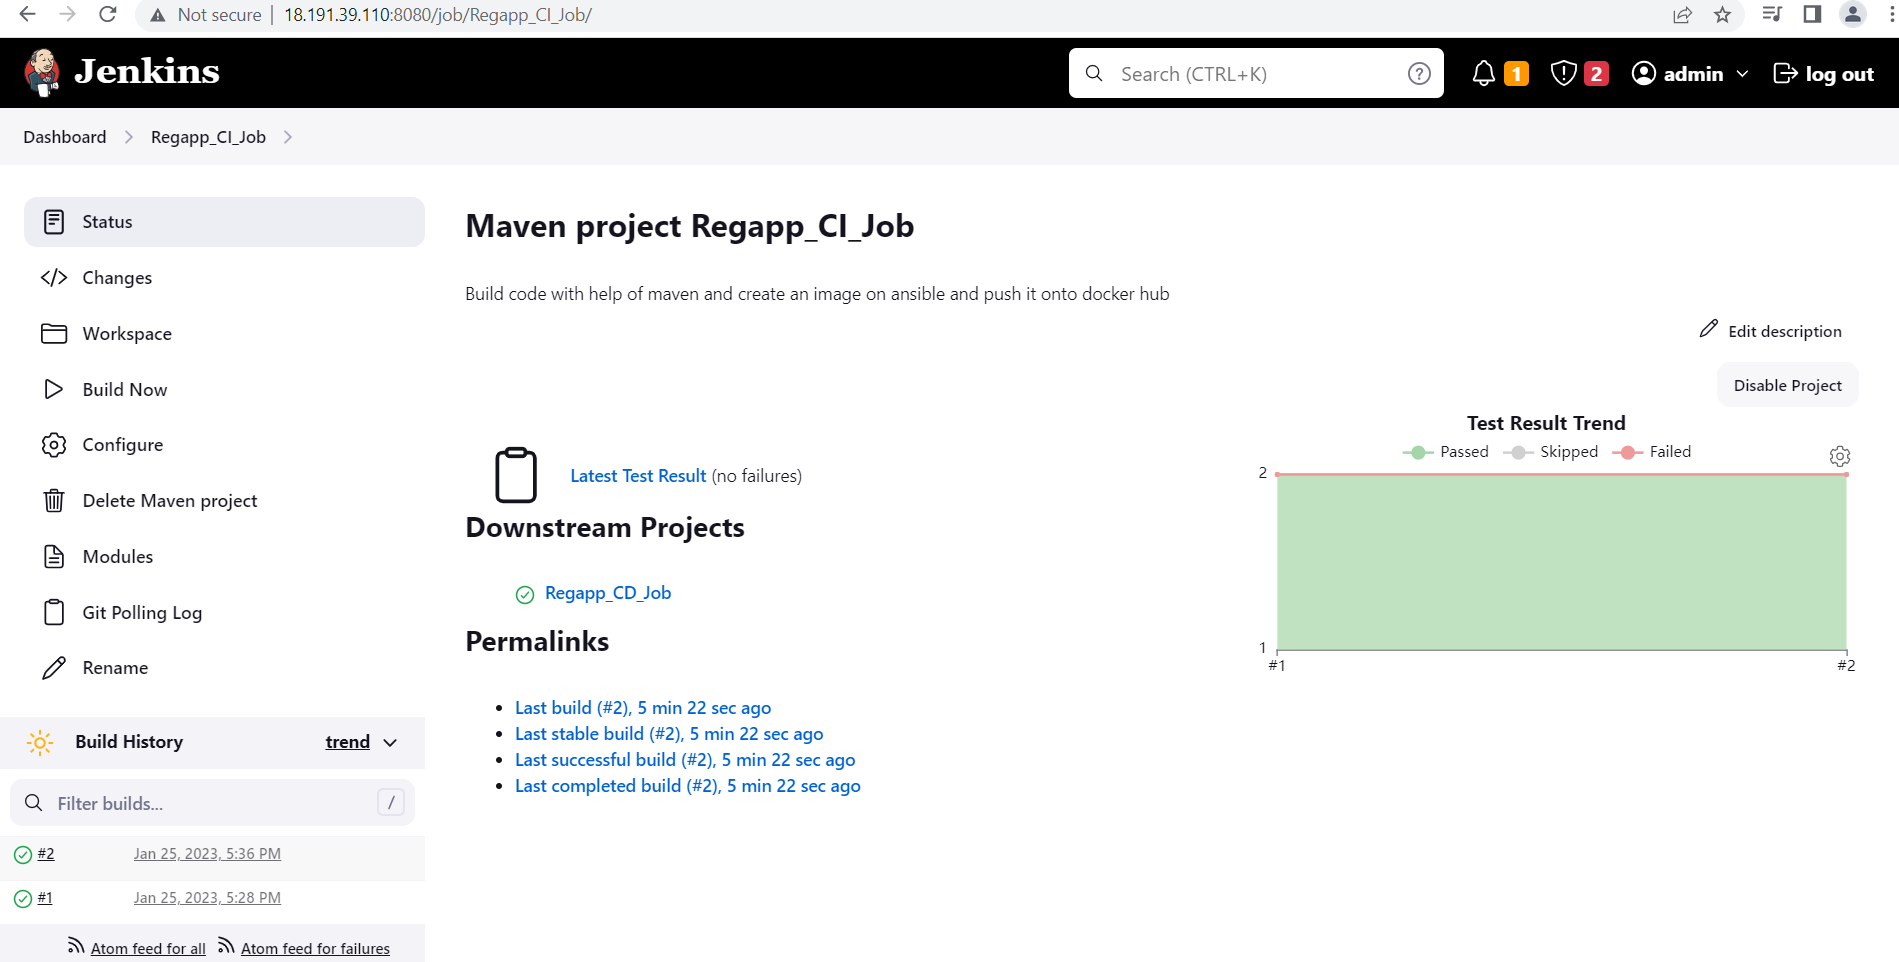 Not secure | 18.191.39.110:8080/job/Regapp_CI_Job/
Jenkins
Search (CTRL+K)
?
1
2
admin
log out
Dashboard
Regapp_CI_Job
Status
Changes
Workspace
Build Now
Configure
Delete Maven project
Modules
Git Polling Log
Rename
Build History
trend
Filter builds...
/
#2
Jan 25, 2023, 5:36 PM
#1
Jan 25, 2023, 5:28 PM
Atom feed for all
Atom feed for failures
Maven project Regapp_CI_Job
Build code with help of maven and create an image on ansible and push it onto docker hub
Edit description
Disable Project
Latest Test Result (no failures)
Downstream Projects
Regapp_CD_Job
Permalinks
Last build (#2), 5 min 22 sec ago
Last stable build (#2), 5 min 22 sec ago
Last successful build (#2), 5 min 22 sec ago
Last completed build (#2), 5 min 22 sec ago
Test Result Trend
Passed
Skipped
Failed
2
1
#1
#2